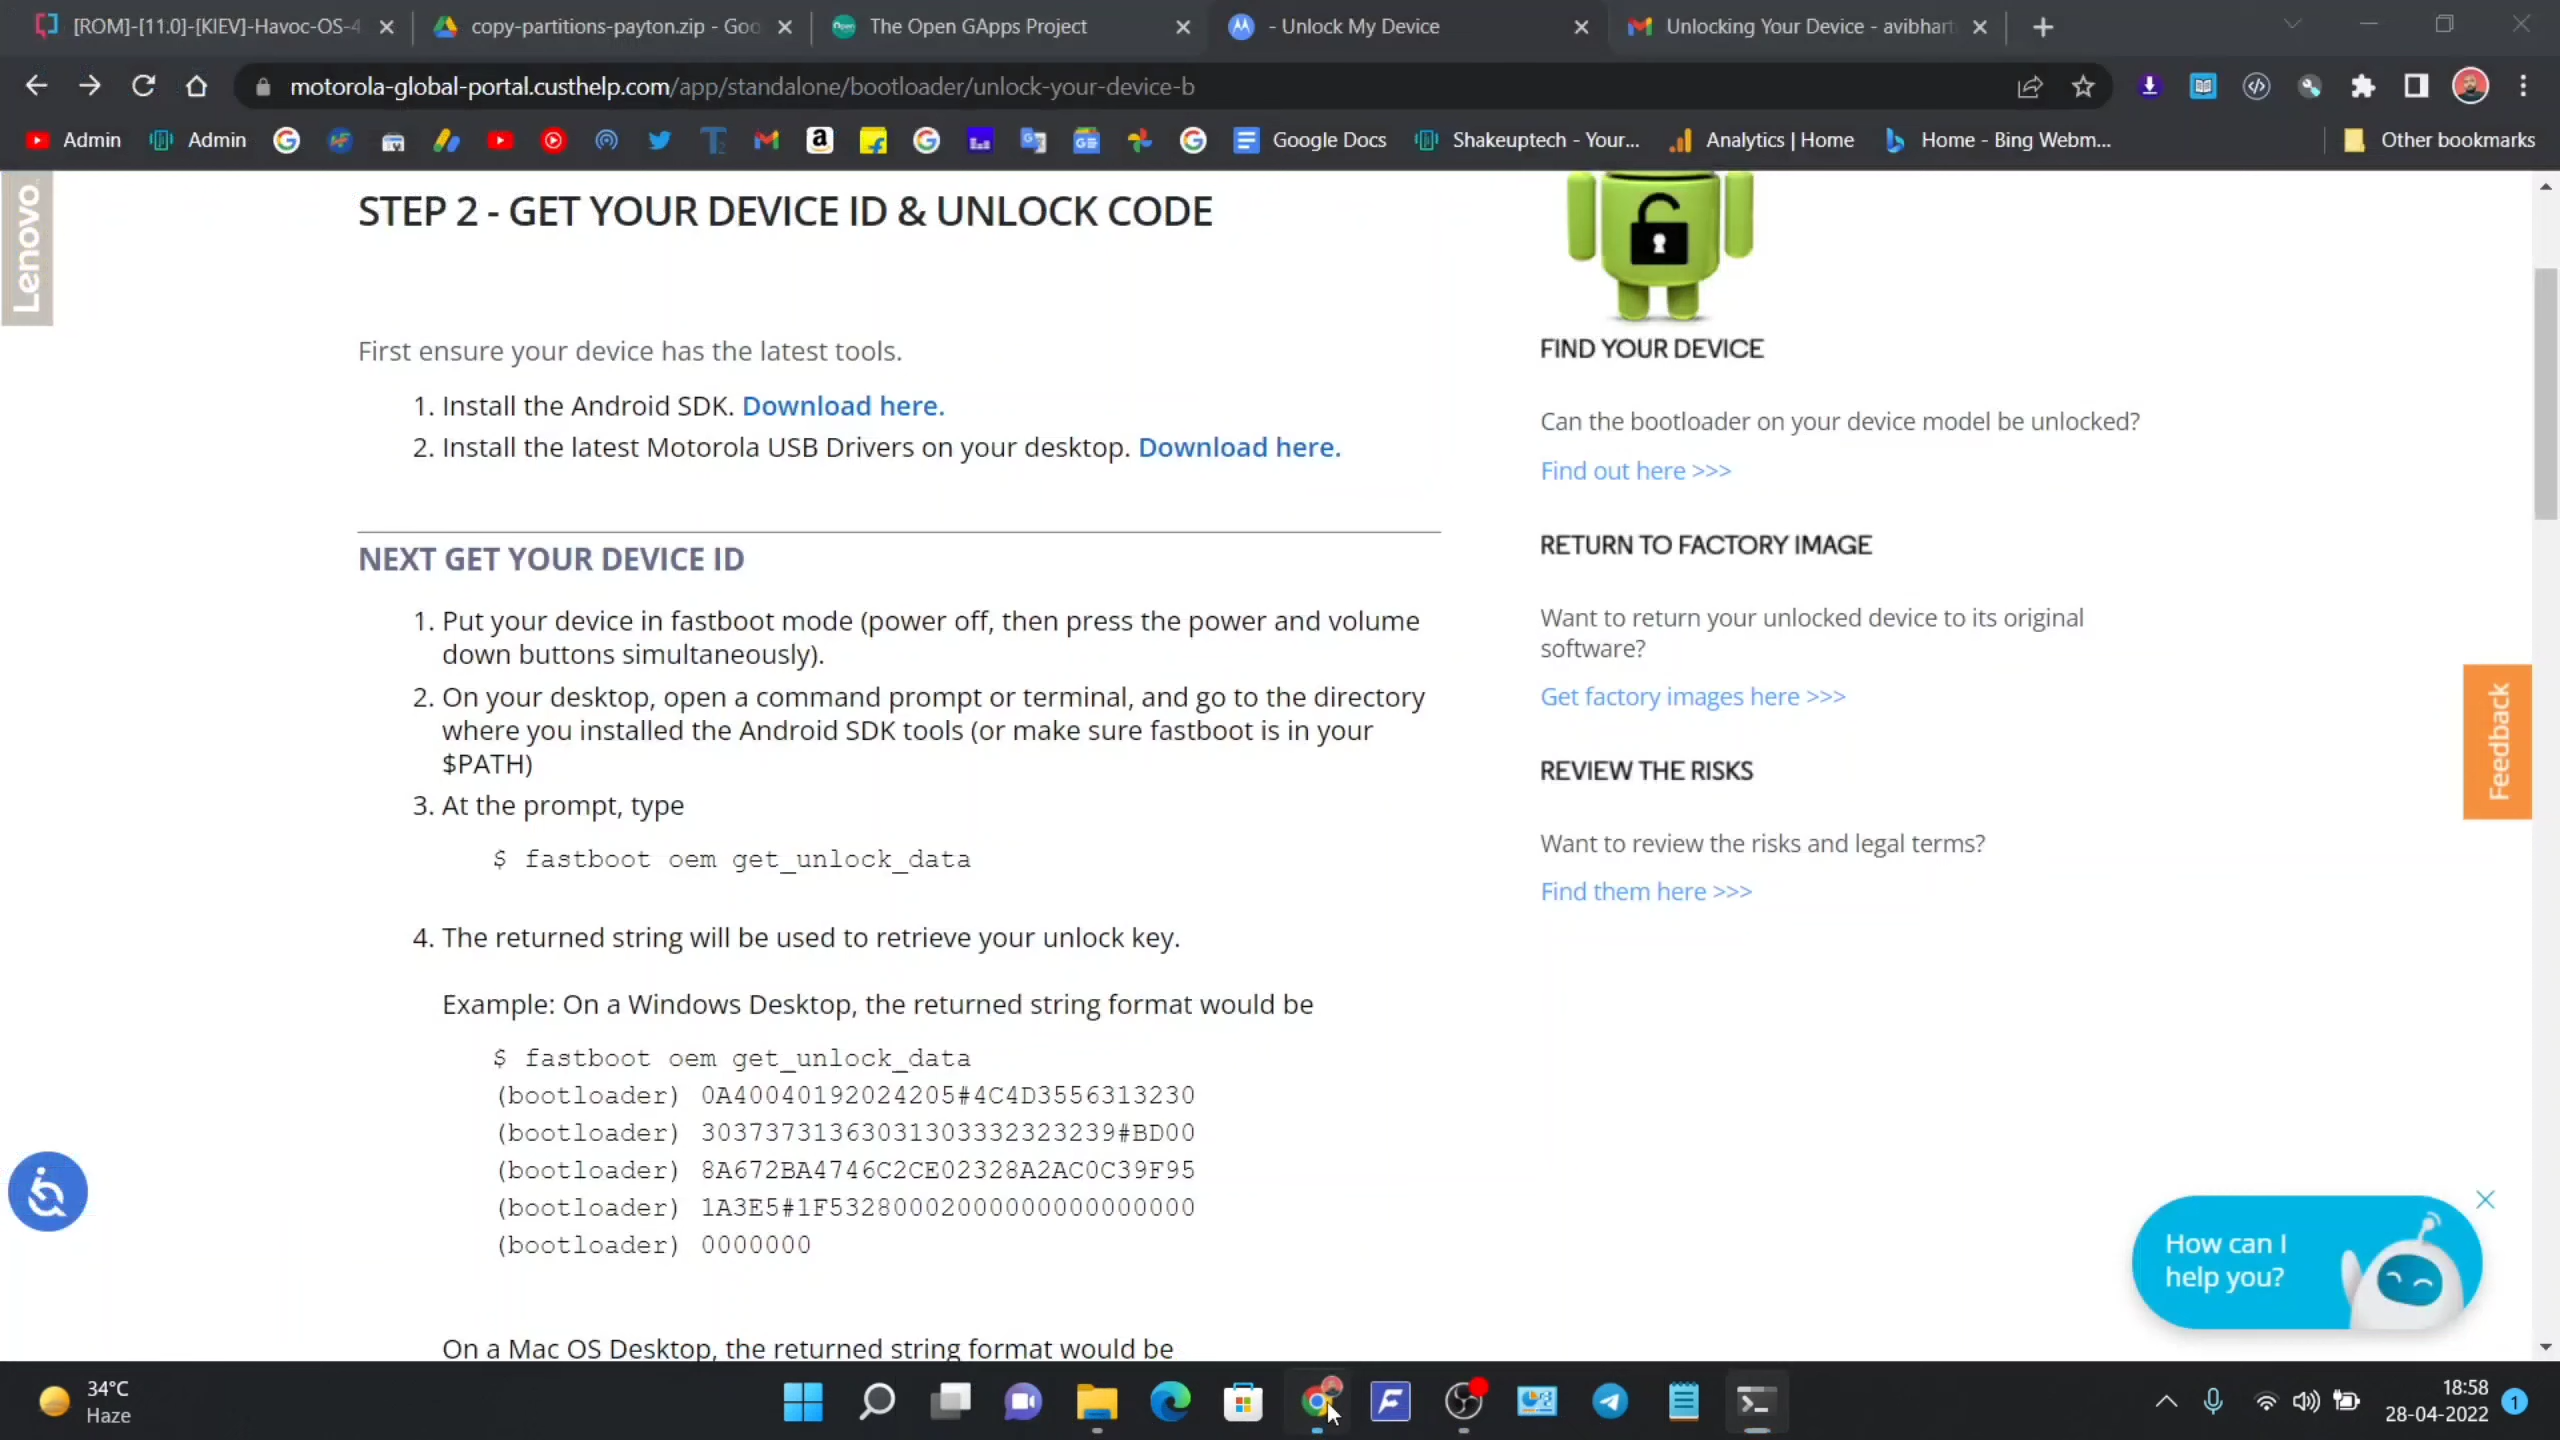 [ROM]-[11.0]-[KIEV]-Havoc-OS-4
copy-partitions-payton.zip - Goo
The Open GApps Project
- Unlock My Device
Unlocking Your Device - avibhart
motorola-global-portal.custhelp.com/app/standalone/bootloader/unlock-your-device-b
Admin
Admin
Google Docs
Shakeuptech - Your...
Analytics | Home
Home - Bing Webm...
Other bookmarks
Lenovo
STEP 2 - GET YOUR DEVICE ID & UNLOCK CODE
First ensure your device has the latest tools.
1. Install the Android SDK. Download here.
2. Install the latest Motorola USB Drivers on your desktop. Download here.
NEXT GET YOUR DEVICE ID
1. Put your device in fastboot mode (power off, then press the power and volume
down buttons simultaneously).
2. On your desktop, open a command prompt or terminal, and go to the directory
where you installed the Android SDK tools (or make sure fastboot is in your
$PATH)
3. At the prompt, type
$ fastboot oem get_unlock_data
4. The returned string will be used to retrieve your unlock key.
Example: On a Windows Desktop, the returned string format would be
$ fastboot oem get_unlock_data
(bootloader) 0A40040192024205#4C4D3556313230
(bootloader) 30373731363031303332323239#BD00
(bootloader) 8A672BA4746C2CE02328A2AC0C39F95
(bootloader) 1A3E5#1F53280002000000000000000
(bootloader) 0000000
On a Mac OS Desktop, the returned string format would be
FIND YOUR DEVICE
Can the bootloader on your device model be unlocked?
Find out here >>>
RETURN TO FACTORY IMAGE
Want to return your unlocked device to its original
software?
Get factory images here >>>
REVIEW THE RISKS
Want to review the risks and legal terms?
Find them here >>>
Feedback
How can I
help you?
34°C
Haze
18:58
28-04-2022
1